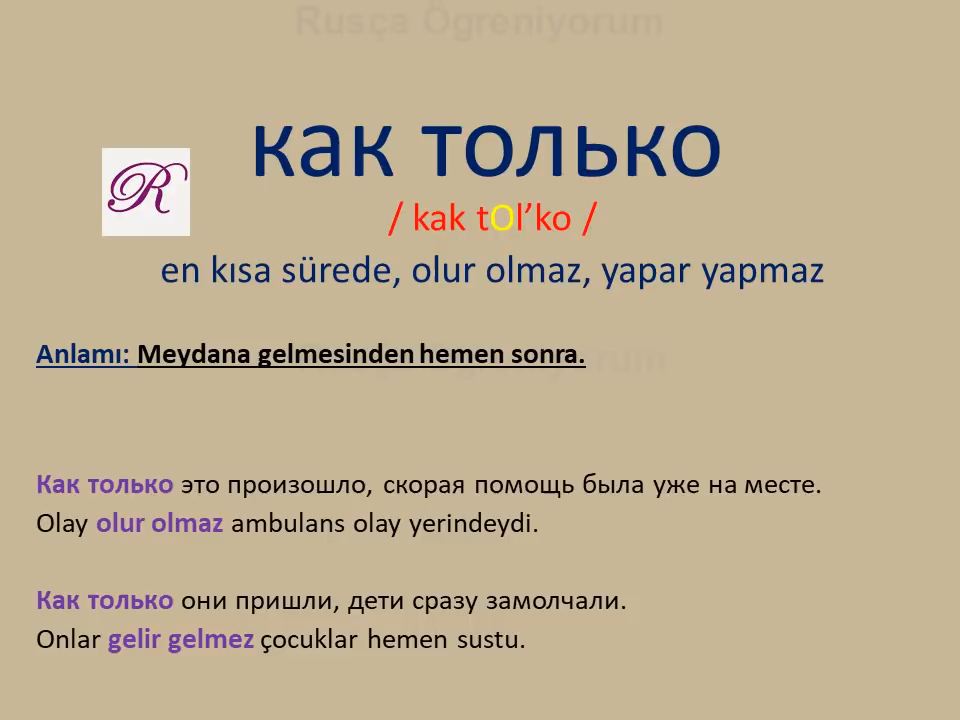 Rusça Ögreniyorum
как только
R
/ kak tOl’ko /
en kısa sürede, olur olmaz, yapar yapmaz
Anlamı: Meydana gelmesinden hemen sonra.
Как только это произошло, скорая помощь была уже на месте.
Olay olur olmaz ambulans olay yerindeydi.
Как только они пришли, дети сразу замолчали.
Onlar gelir gelmez çocuklar hemen sustu.